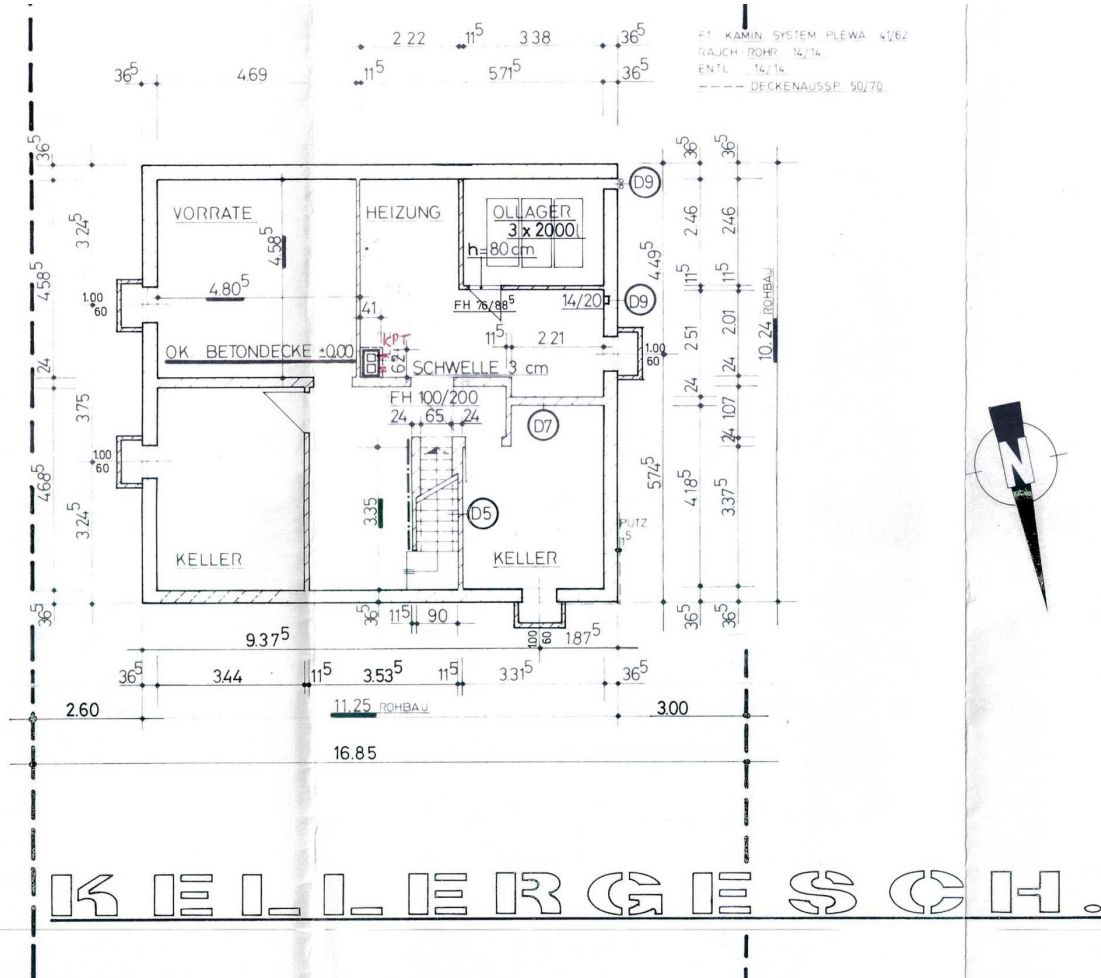 2 22 11⁵ 3 38 36⁵
FT KAMIN SYSTEM PLEWA 41/62
RAUCH-ROHR 14/14
ENTL 14/14
---- DECKENAUSSP. 50/70
36⁵ 4.69 11⁵ 5.71⁵ 36⁵
36⁵
36⁵ 36⁵
D9
VORRATE
HEIZUNG
OLLAGER
3 x 2000 l
h=80cm
3.24⁵
4.58⁵
4.58⁵
2.46
2.46
4.49⁵
11⁵
11⁵
1.00
60
4.80⁵
41
FH 76/88⁵
14/20
D9
11⁵ 2.21
KPT
62
OK BETONDECKE ±0,00
SCHWELLE 3 cm
1.00
60
2.51
2.01
10.24 ROHBAU
24
24
24
FH 100/200
24 65 24
D7
3.75
1.07
24
1.00
60
4.68⁵
3.24⁵
3.35
D5
5.74⁵
4.18⁵
3.37⁵
PUTZ
1⁵
KELLER
KELLER
N
36⁵
36⁵
11⁵ 90
36⁵
36⁵
1.00
60
9.37⁵
1.87⁵
36⁵ 3.44 11⁵ 3.53⁵ 11⁵ 3.31⁵ 36⁵
2.60
11.25 ROHBAU
3.00
16.85
KELLERGESCH.